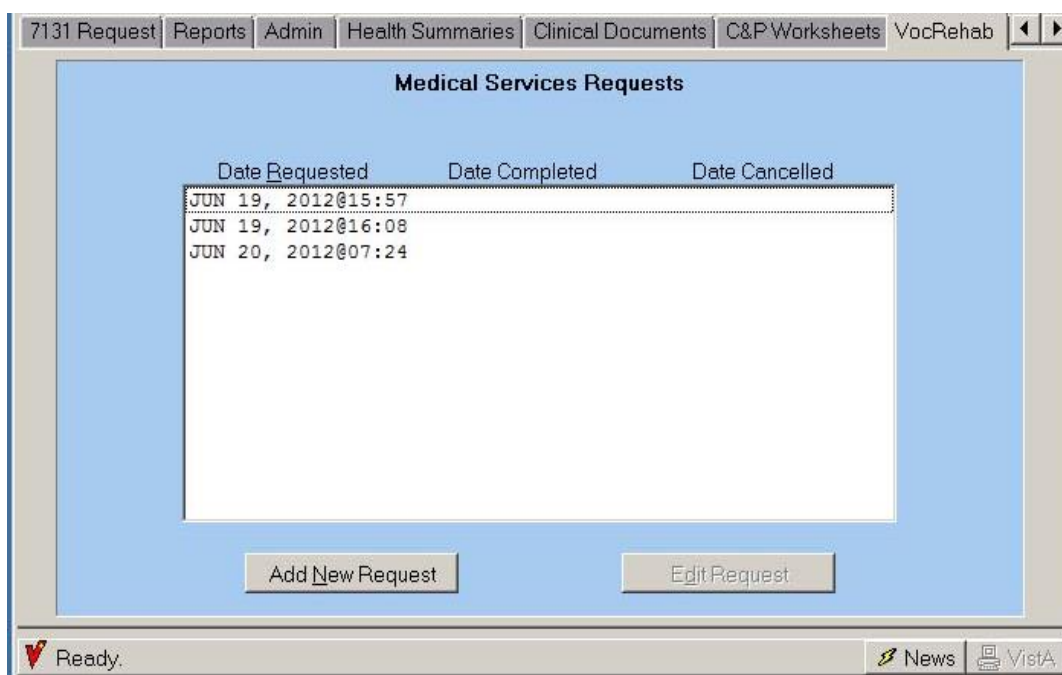 7131 Request Reports Admin Health Summaries Clinical Documents C&P Worksheets VocRehab
Medical Services Requests
Date Requested Date Completed Date Cancelled
JUN 19, 2012@15:57
JUN 19, 2012@16:08
JUN 20, 2012@07:24
Add New Request Edit Request
Ready. News VistA